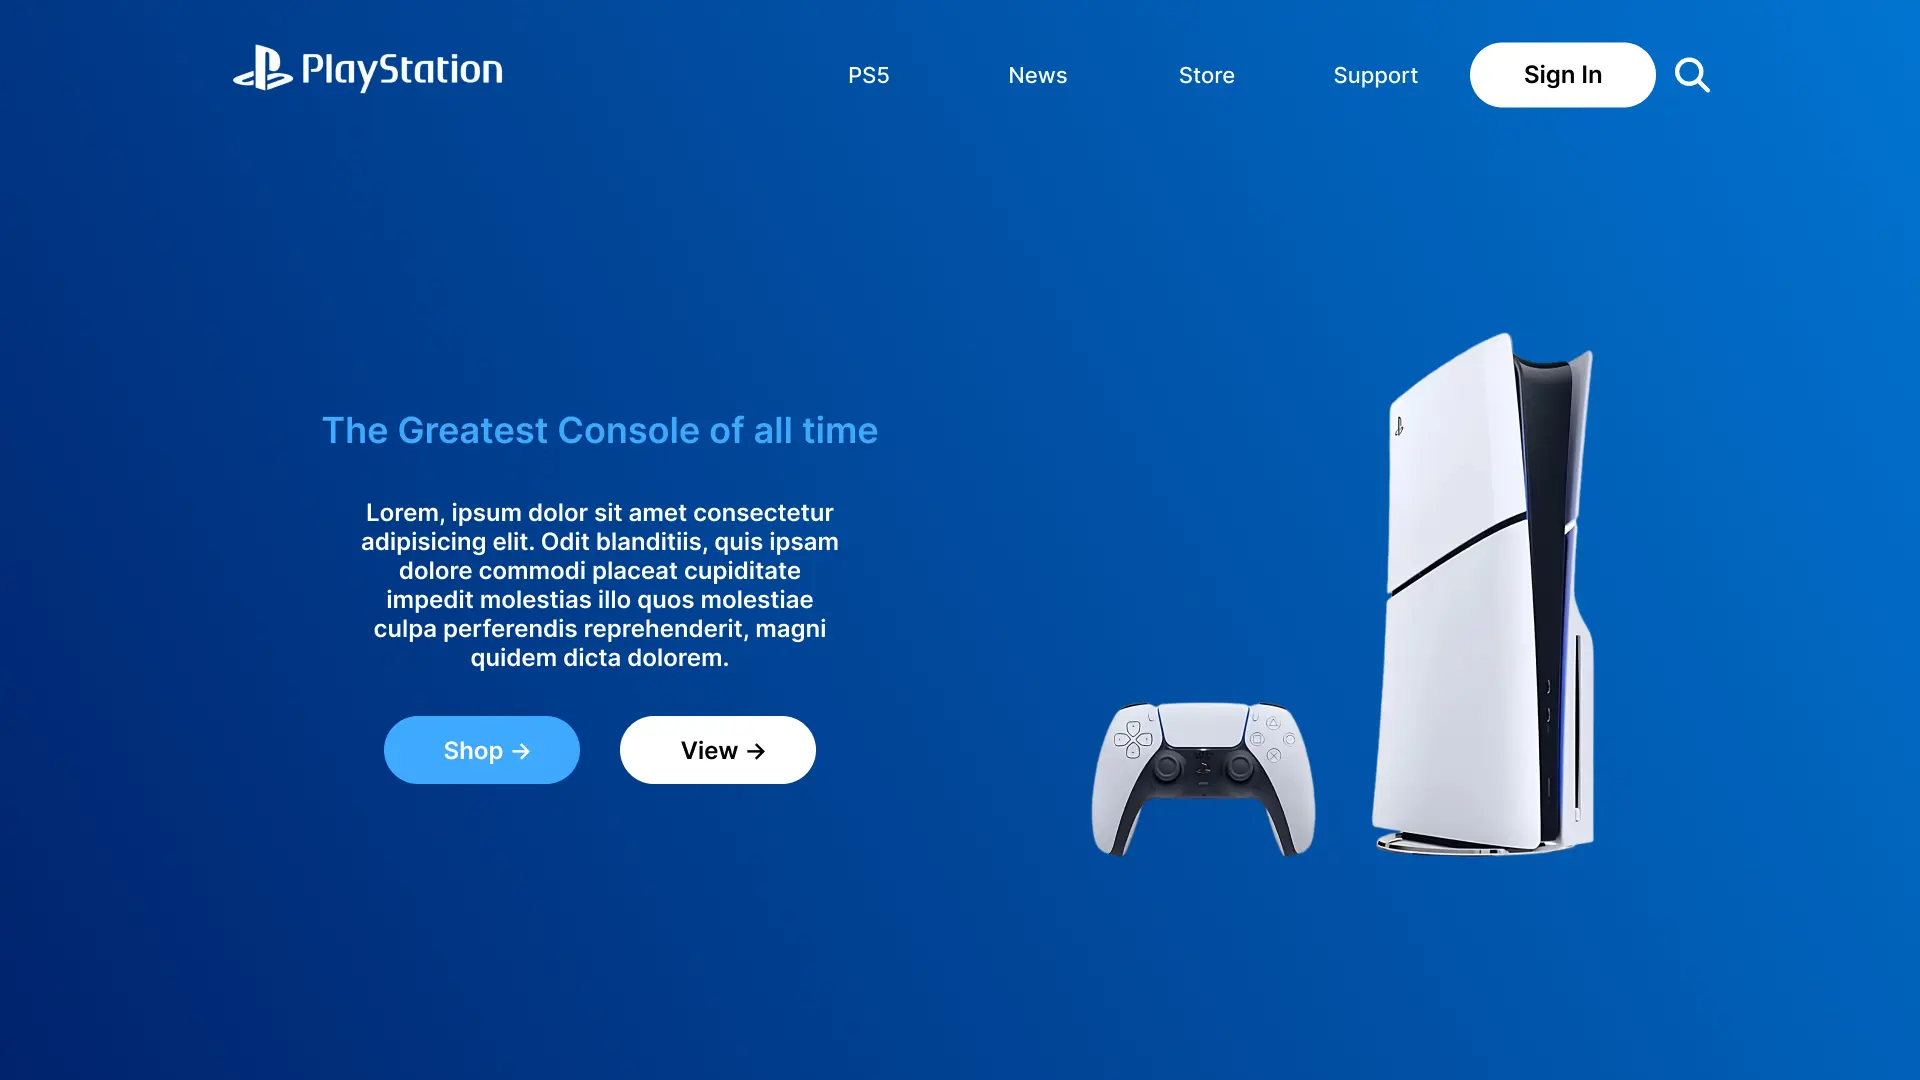 PlayStation
PS5
News
Store
Support
Sign In
The Greatest Console of all time
Lorem, ipsum dolor sit amet consectetur
adipisicing elit. Odit blanditiis, quis ipsam
dolore commodi placeat cupiditate
impedit molestias illo quos molestiae
culpa perferendis reprehenderit, magni
quidem dicta dolorem.
Shop →
View →